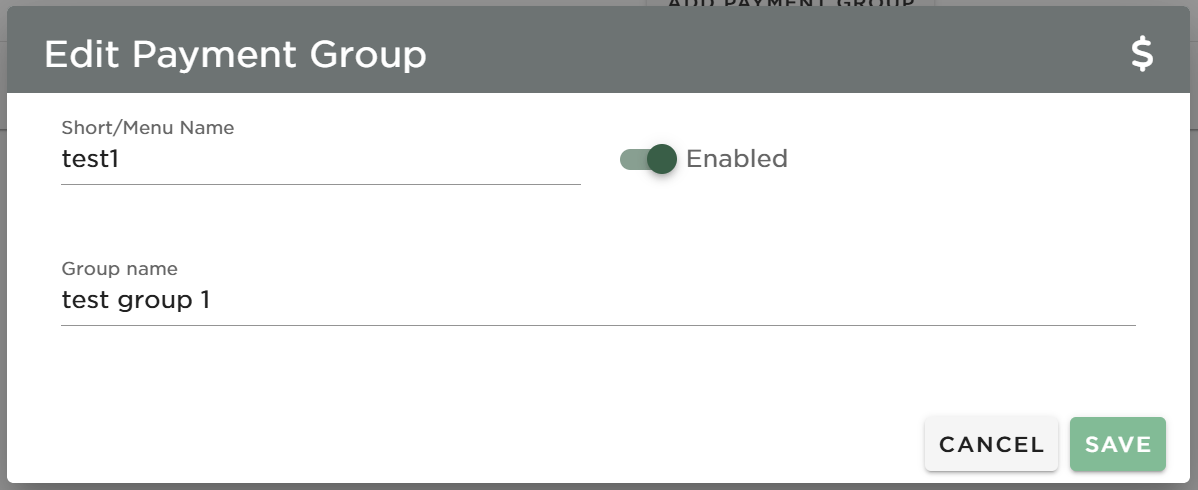 ADD PAYMENT GROUP
Edit Payment Group $
Short/Menu Name
test1
Enabled
Group name
test group 1
CANCEL SAVE